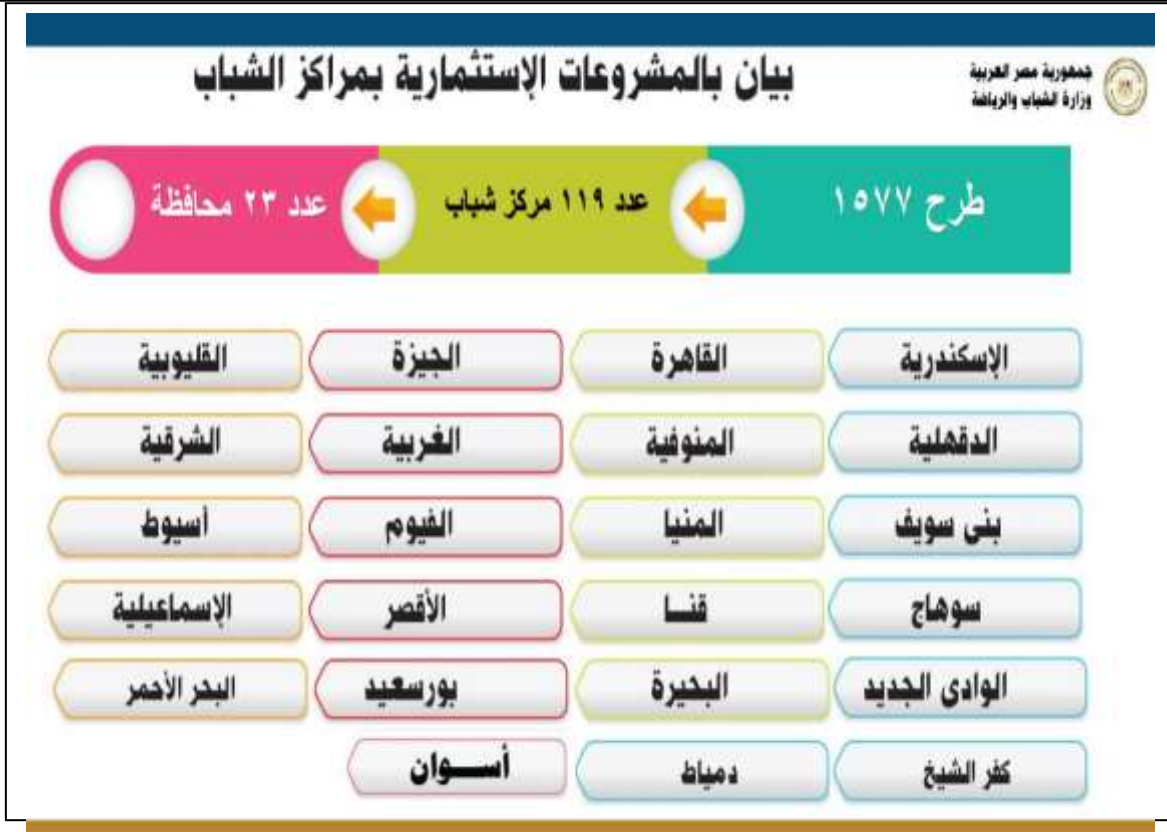 جمهورية مصر العربية
وزارة الشباب والرياضة
بيان بالمشروعات الإستثمارية بمراكز الشباب
طرح ١٥٧٧
عدد ١١٩ مركز شباب
عدد ٢٣ محافظة
الإسكندرية
القاهرة
الجيزة
القليوبية
الدقهلية
المنوفية
الغربية
الشرقية
بنى سويف
المنيا
الفيوم
أسيوط
سوهاج
قنــا
الأقصر
الإسماعيلية
الوادى الجديد
البحيرة
بورسعيد
البحر الأحمر
كفر الشيخ
دمياط
أســـوان